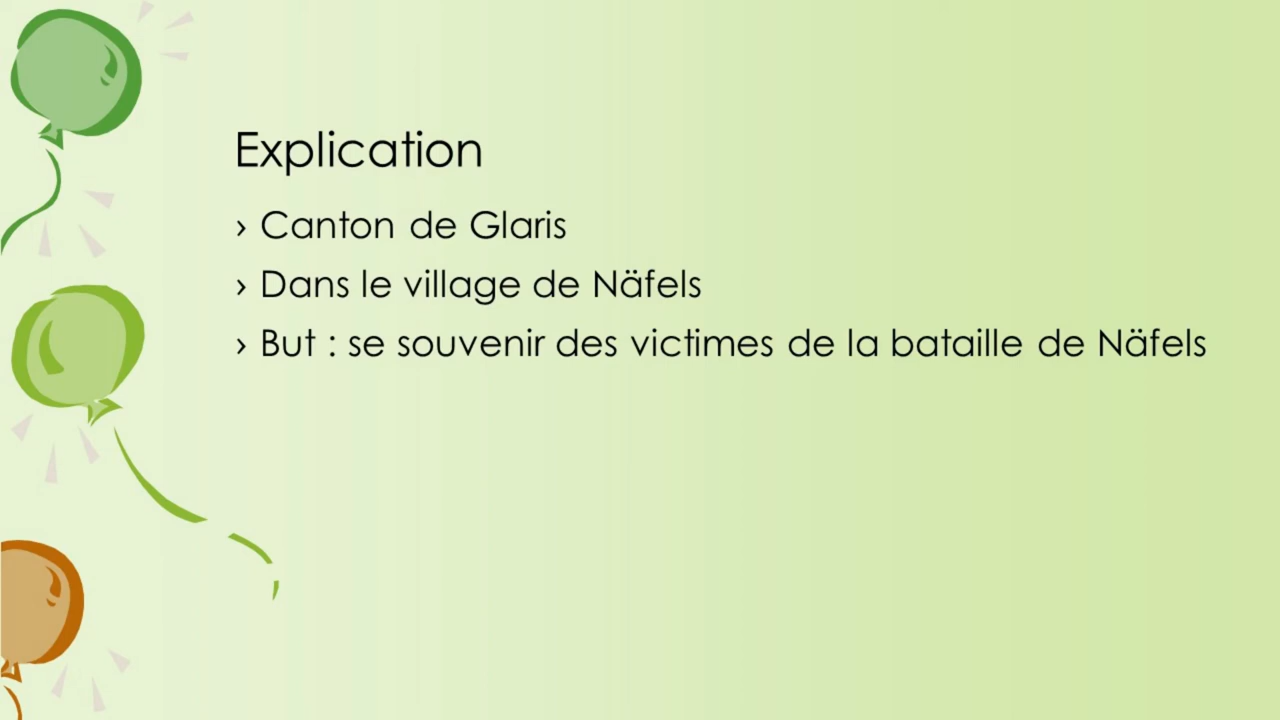 Explication
› Canton de Glaris
› Dans le village de Näfels
› But : se souvenir des victimes de la bataille de Näfels